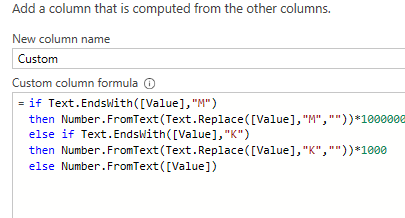 Add a column that is computed from the other columns.
New column name
Custom
Custom column formula
= if Text.EndsWith([Value],"M")
then Number.FromText(Text.Replace([Value],"M",""))*1000000
else if Text.EndsWith([Value],"K")
then Number.FromText(Text.Replace([Value],"K",""))*1000
else Number.FromText([Value])